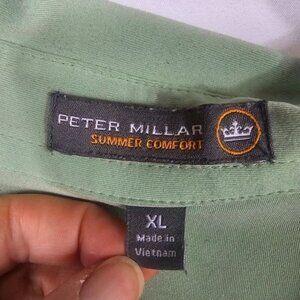 PETER MILLAR
SUMMER COMFORT
XL
Made in
Vietnam